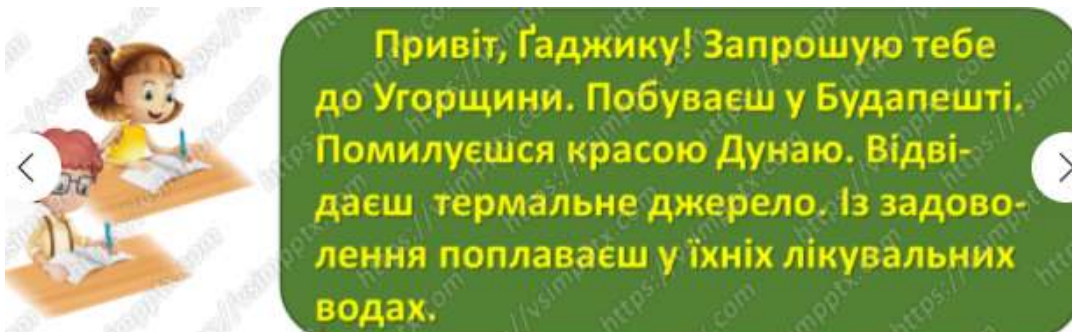 Привіт, Ґаджику! Запрошую тебе
до Угорщини. Побуваєш у Будапешті.
Помилуєшся красою Дунаю. Відві-
даєш термальне джерело. Із задово-
лення поплаваєш у їхніх лікувальних
водах.